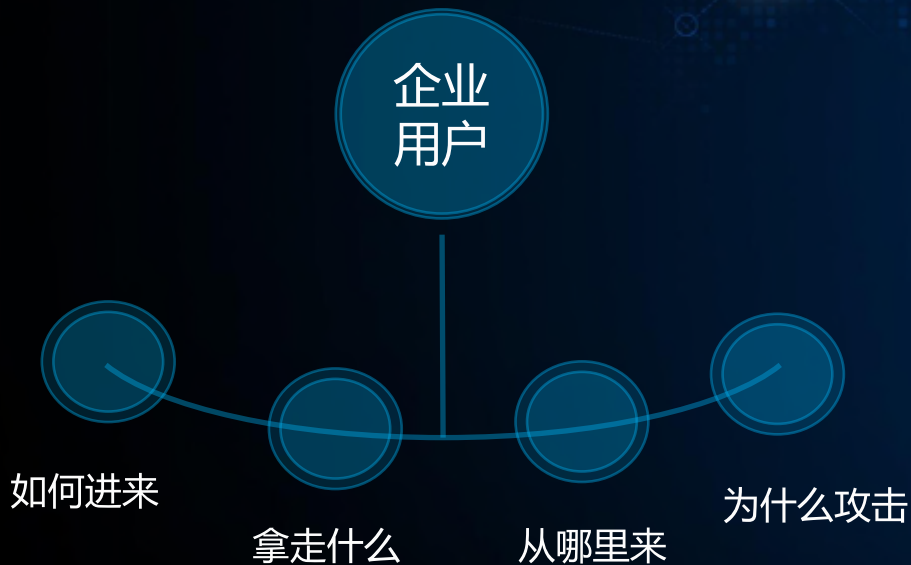 企业
用户
如何进来
拿走什么
从哪里来
为什么攻击